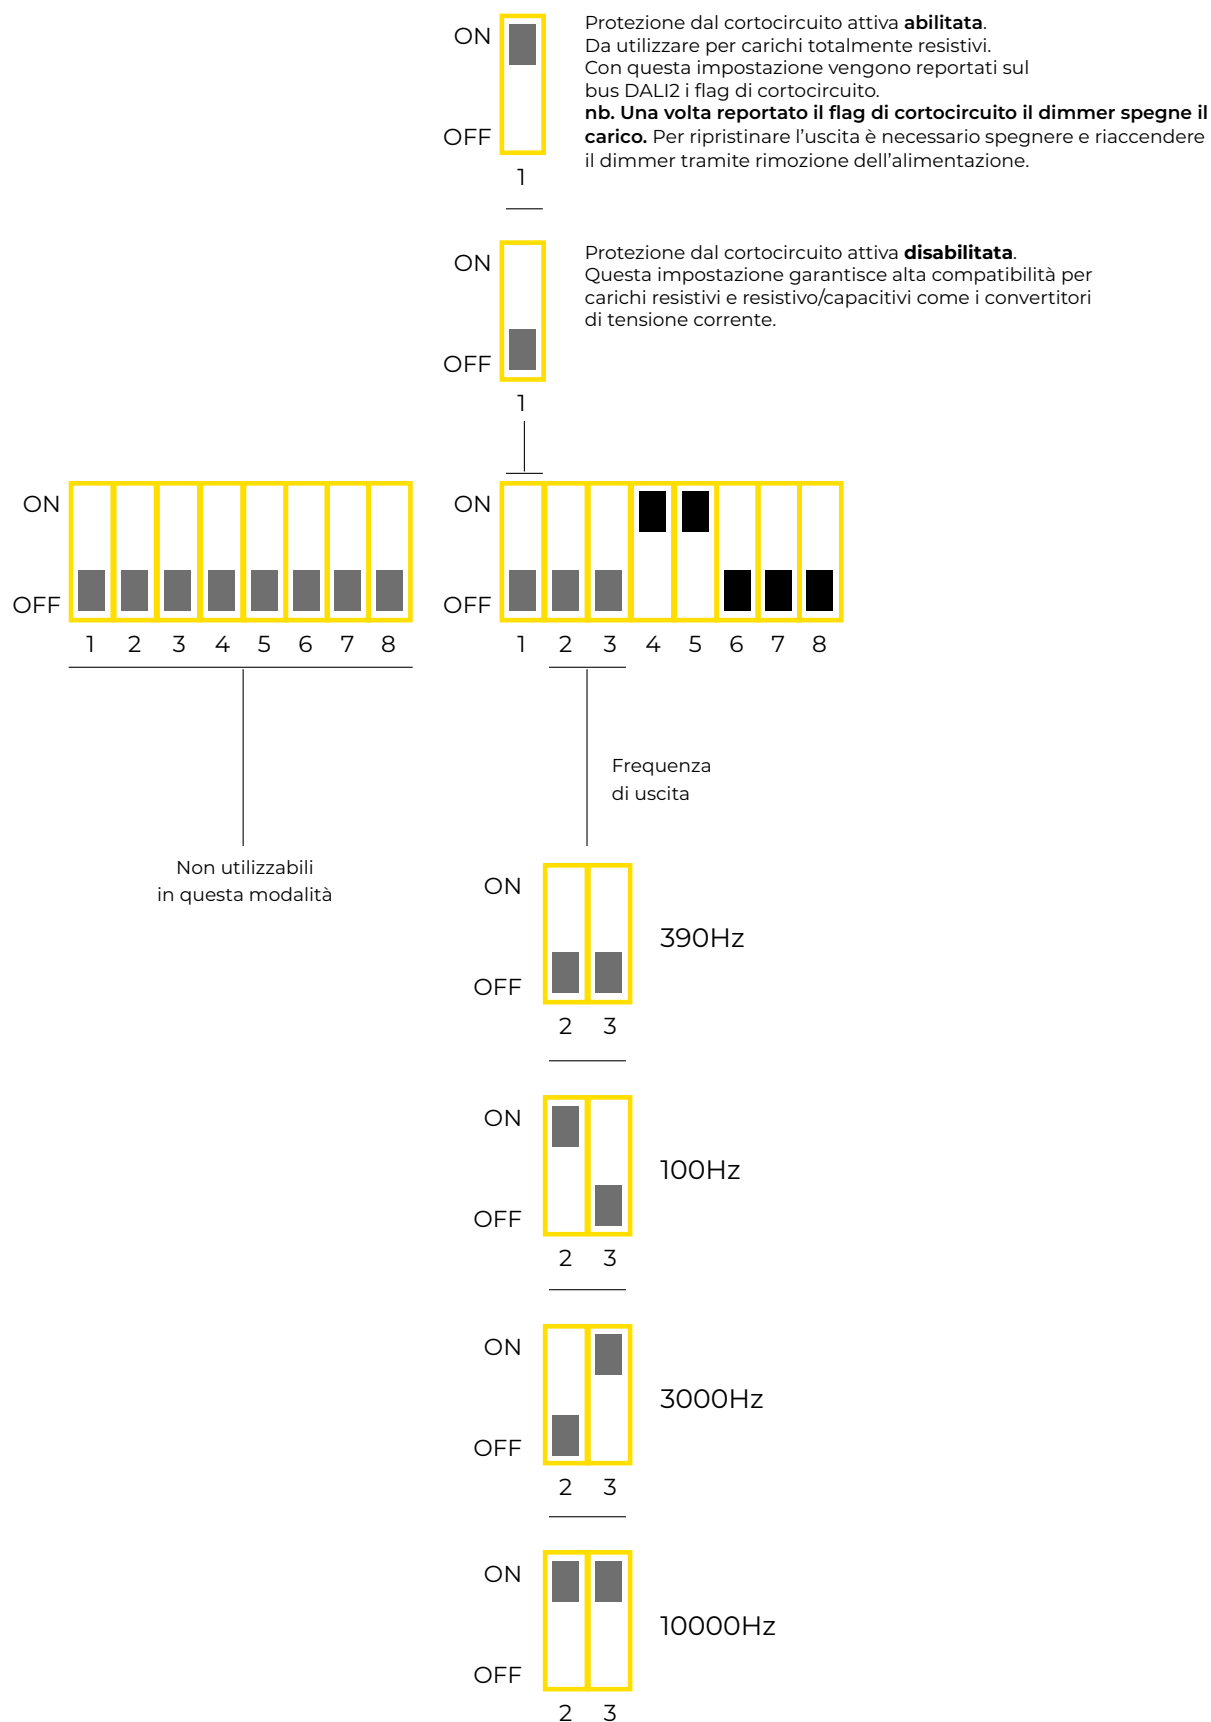 ON
OFF
1
Protezione dal cortocircuito attiva abilitata.
Da utilizzare per carichi totalmente resistivi.
Con questa impostazione vengono reportati sul
bus DALI2 i flag di cortocircuito.
nb. Una volta reportato il flag di cortocircuito il dimmer spegne il
carico. Per ripristinare l'uscita è necessario spegnere e riaccendere
il dimmer tramite rimozione dell'alimentazione.
ON
OFF
1
Protezione dal cortocircuito attiva disabilitata.
Questa impostazione garantisce alta compatibilità per
carichi resistivi e resistivo/capacitivi come i convertitori
di tensione corrente.
ON
OFF
1 2 3 4 5 6 7 8
ON
OFF
1 2 3 4 5 6 7 8
Frequenza
di uscita
Non utilizzabili
in questa modalità
ON
OFF
2 3
390Hz
ON
OFF
2 3
100Hz
ON
OFF
2 3
3000Hz
ON
OFF
2 3
10000Hz